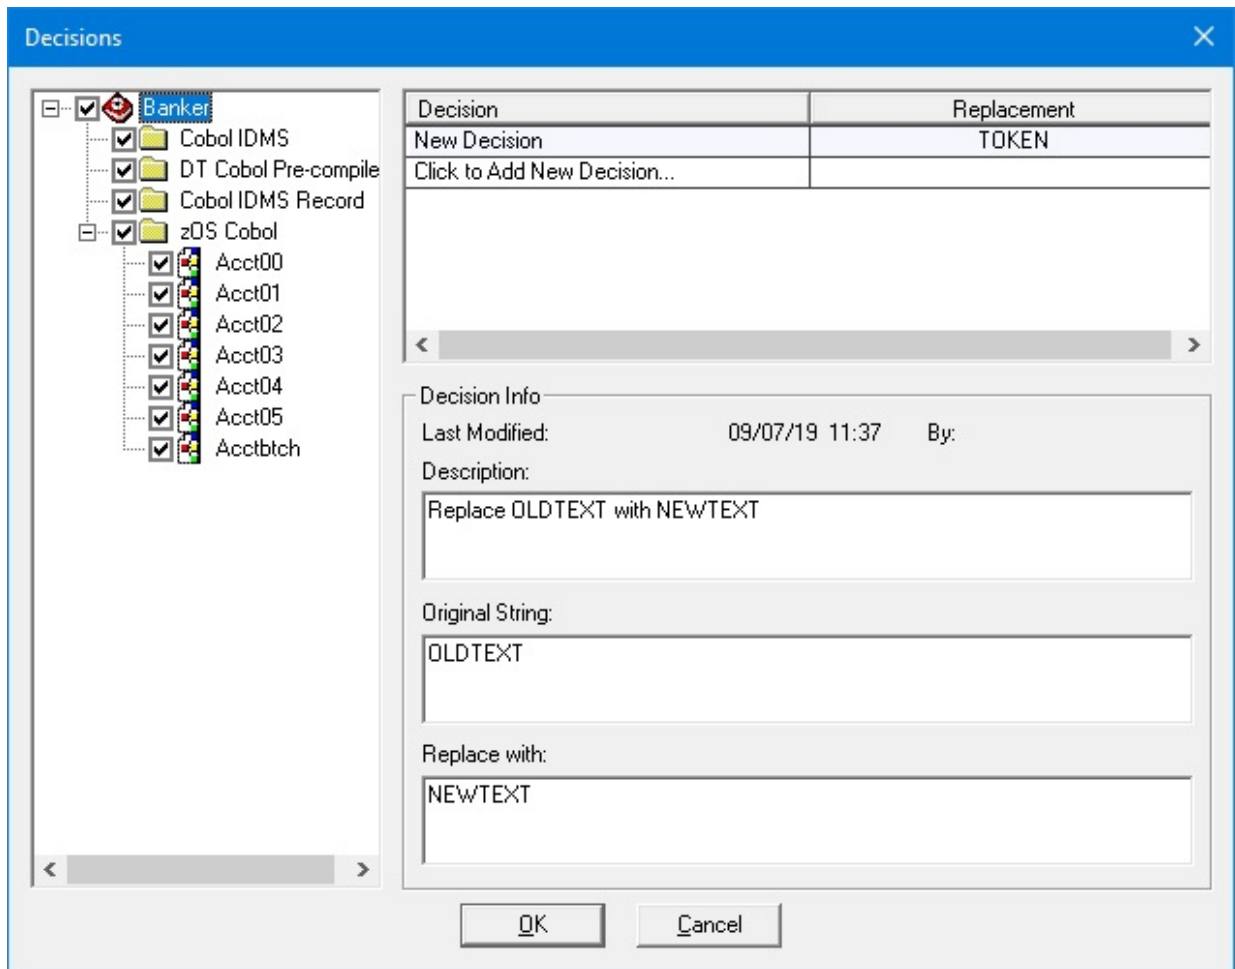 Decisions
Banker
Cobol IDMS
DT Cobol Pre-compile
Cobol IDMS Record
zOS Cobol
Acct00
Acct01
Acct02
Acct03
Acct04
Acct05
Acctbtch
Decision Replacement
New Decision TOKEN
Click to Add New Decision...
Decision Info
Last Modified: 09/07/19 11:37 By:
Description:
Replace OLDTEXT with NEWTEXT
Original String:
OLDTEXT
Replace with:
NEWTEXT
OK Cancel